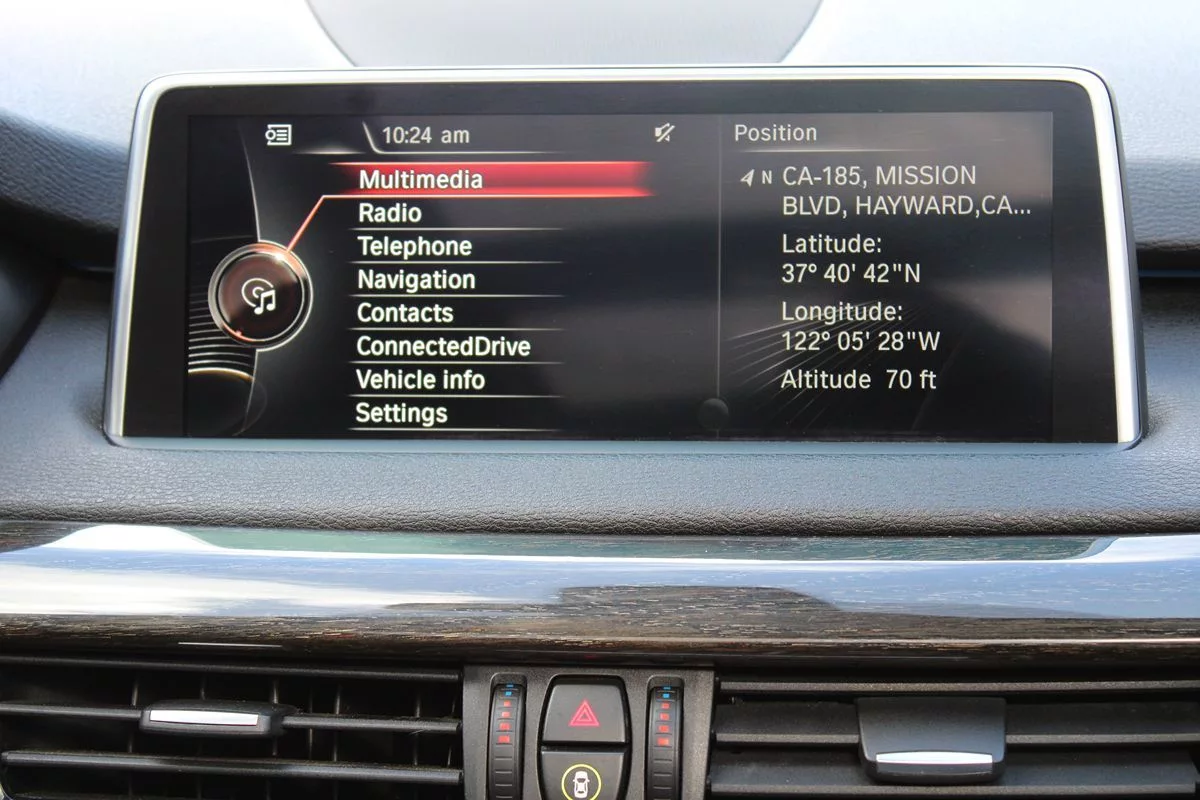 10:24 am
Multimedia
Radio
Telephone
Navigation
Contacts
ConnectedDrive
Vehicle info
Settings
Position
N CA-185, MISSION
BLVD, HAYWARD,CA...
Latitude:
37° 40' 42"N
Longitude:
122° 05' 28"W
Altitude 70 ft